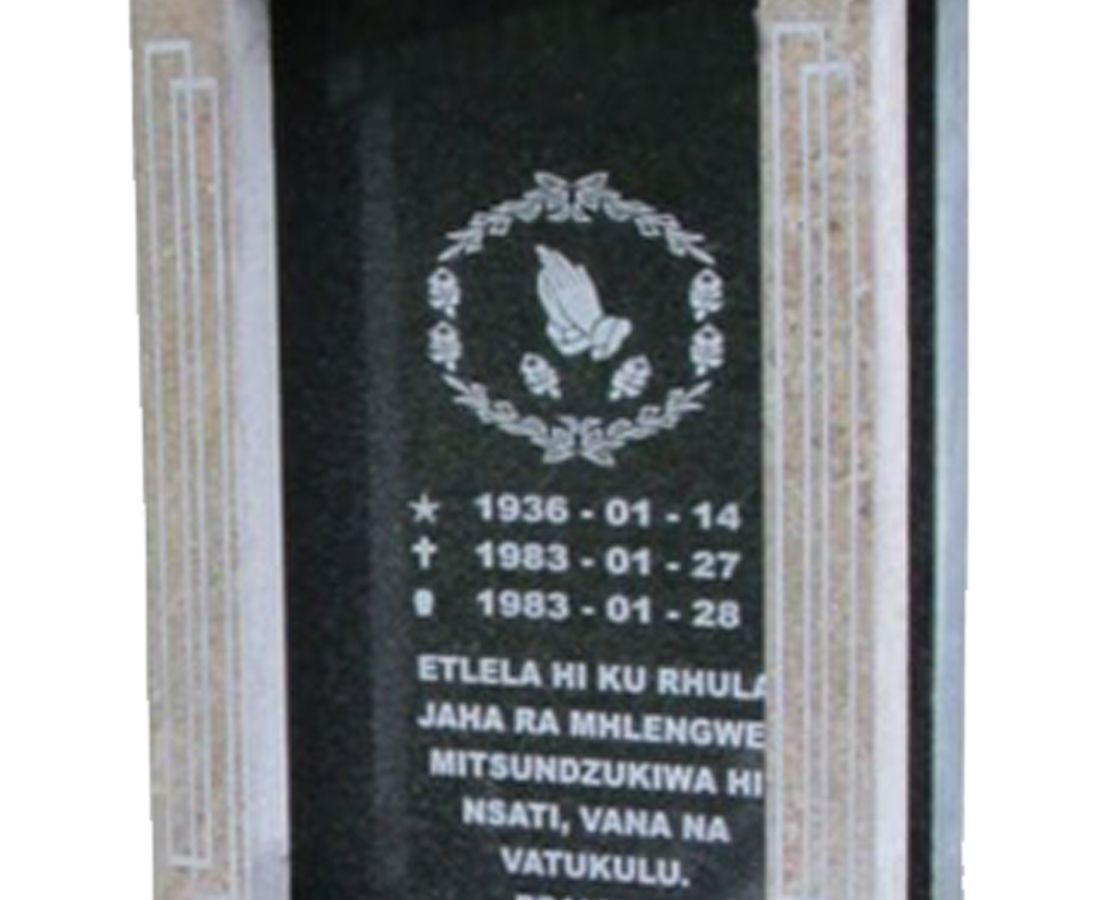 1936 - 01 - 14
1983 - 01 - 27
1983 - 01 - 28
ETLELA HI KU RHULA
JAHA RA MHLENGWE
MITSUNDZUKIWA HI
NSATI, VANA NA
VATUKULU.